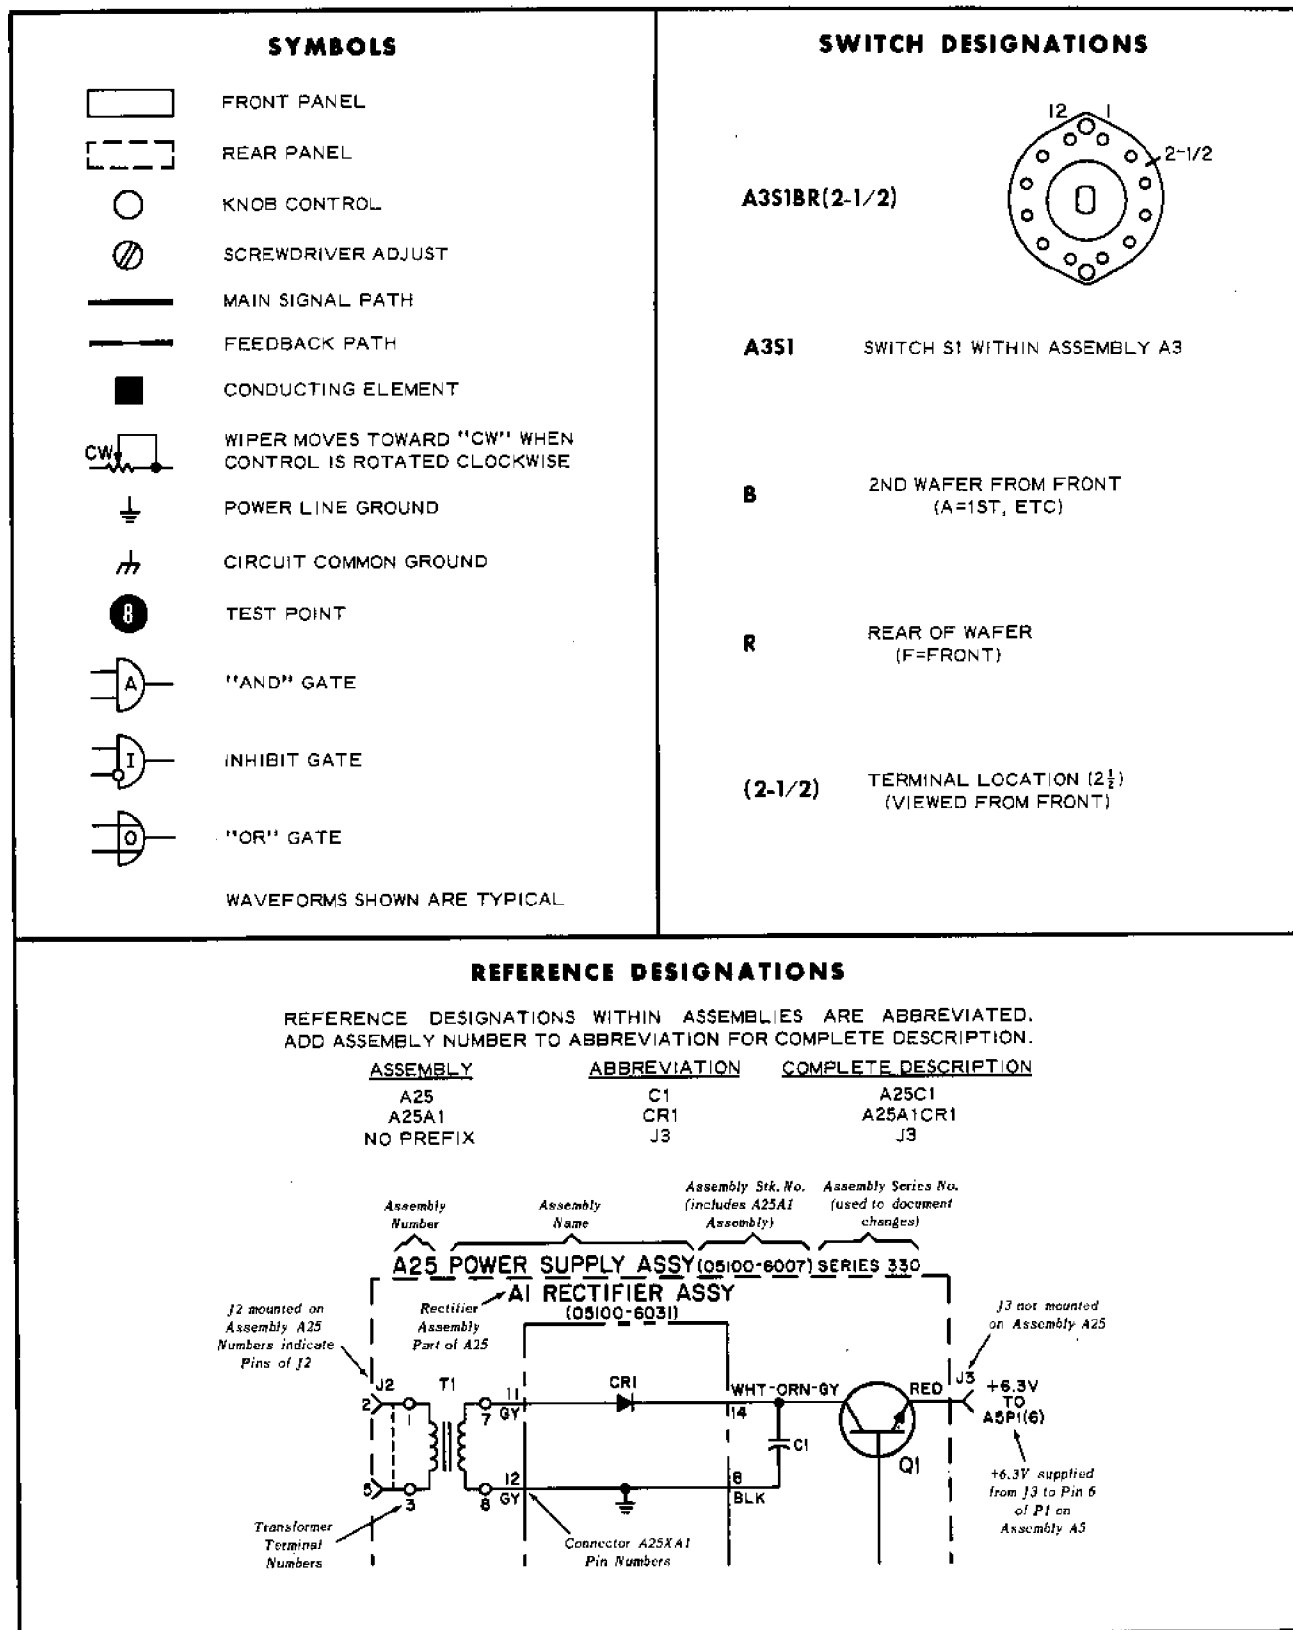 SYMBOLS
FRONT PANEL
REAR PANEL
KNOB CONTROL
SCREWDRIVER ADJUST
MAIN SIGNAL PATH
FEEDBACK PATH
CONDUCTING ELEMENT
CW
WIPER MOVES TOWARD "CW" WHEN
CONTROL IS ROTATED CLOCKWISE
POWER LINE GROUND
CIRCUIT COMMON GROUND
8
TEST POINT
A
"AND" GATE
I
INHIBIT GATE
O
"OR" GATE
WAVEFORMS SHOWN ARE TYPICAL
SWITCH DESIGNATIONS
12 1
2-1/2
A3S1BR(2-1/2)
A3S1 SWITCH S1 WITHIN ASSEMBLY A3
B 2ND WAFER FROM FRONT
(A=1ST, ETC)
R REAR OF WAFER
(F=FRONT)
(2-1/2) TERMINAL LOCATION (2½)
(VIEWED FROM FRONT)
REFERENCE DESIGNATIONS
REFERENCE DESIGNATIONS WITHIN ASSEMBLIES ARE ABBREVIATED.
ADD ASSEMBLY NUMBER TO ABBREVIATION FOR COMPLETE DESCRIPTION.
ASSEMBLY ABBREVIATION COMPLETE DESCRIPTION
A25 C1 A25C1
A25A1 CR1 A25A1CR1
NO PREFIX J3 J3
Assembly
Number
Assembly
Name
Assembly Stk. No.
(includes A25A1
Assembly)
Assembly Series No.
(used to document
changes)
A25 POWER SUPPLY ASSY (05100-6007) SERIES 330
A1 RECTIFIER ASSY
(05100-6031)
J2 mounted on
Assembly A25
Numbers indicate
Pins of J2
Rectifier
Assembly
Part of A25
J3 not mounted
on Assembly A25
J2 T1 CR1 WHT-ORN-GY RED J3
2 1 7 11 GY 14
+6.3V
TO
A5P1(6)
C1
Q1
5 3 8 12 GY 8 BLK
+6.3V supplied
from J3 to Pin 6
of P1 on
Assembly A5
Transformer
Terminal
Numbers
Connector A25XA1
Pin Numbers